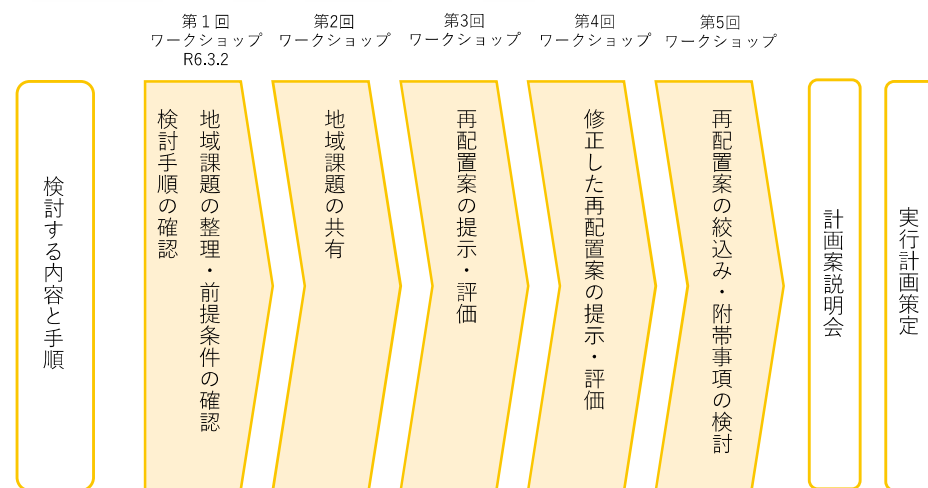 検討する内容と手順
第１回
ワークショップ
R6.3.2
地域課題の整理・前提条件の確認
検討手順の確認
第2回
ワークショップ
地域課題の共有
第3回
ワークショップ
再配置案の提示・評価
第4回
ワークショップ
修正した再配置案の提示・評価
第5回
ワークショップ
再配置案の絞込み・附帯事項の検討
計画案説明会
実行計画策定